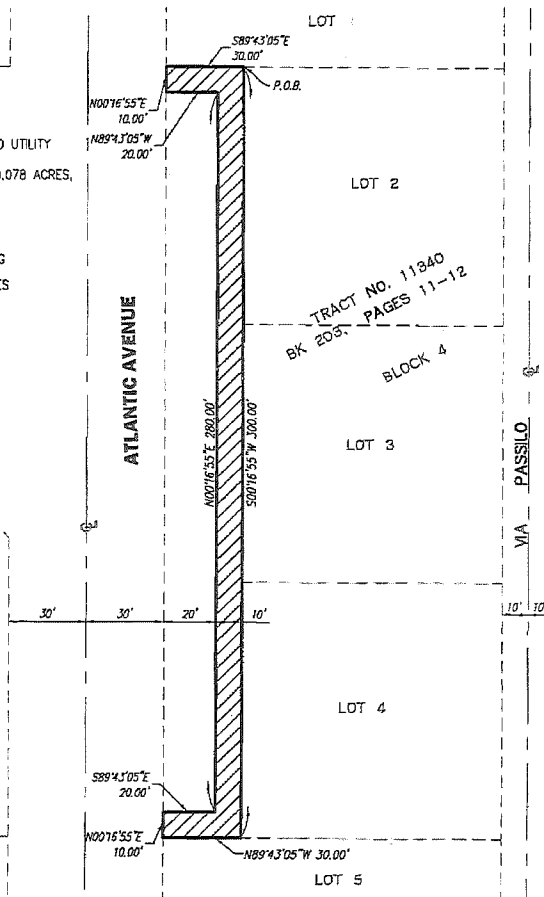 LOT
S89°43'05"E
30.00'
P.O.B.
N00°16'55"E
10.00'
N89°43'05"W
20.00'
UTILITY
0.078 ACRES,
LOT 2
TRACT NO. 11340
BK 203, PAGES 11-12
BLOCK 4
ATLANTIC AVENUE
N00°16'55"E 280.00'
S00°16'55"W 300.00'
LOT 3
VIA PASSILO
30'
30'
20'
10'
10'
LOT 4
S89°43'05"E
20.00'
N00°16'55"E
10.00'
N89°43'05"W 30.00'
LOT 5